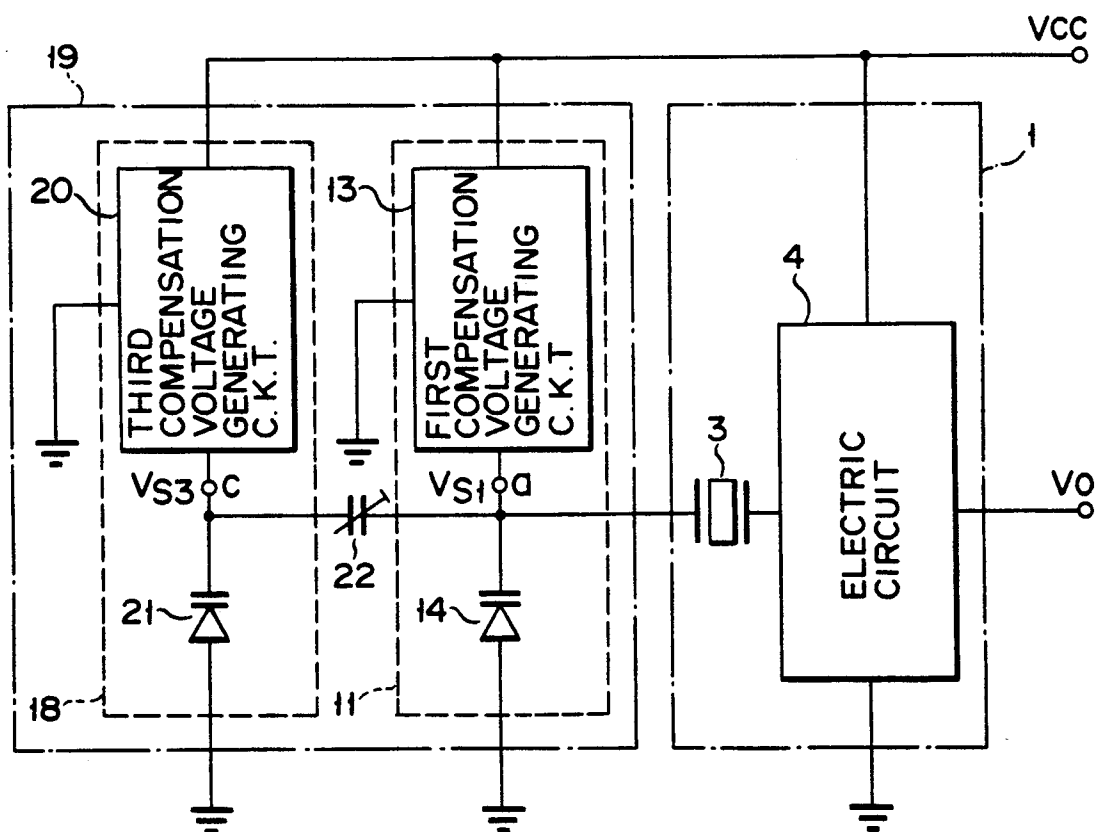 VCC
19
1
20
THIRD
COMPENSATION
VOLTAGE
GENERATING
C.K.T.
13
FIRST
COMPENSATION
VOLTAGE
GENERATING
C.K.T
4
ELECTRIC
CIRCUIT
3
VS3 c
VS1 a
VO
22
21
14
18
11